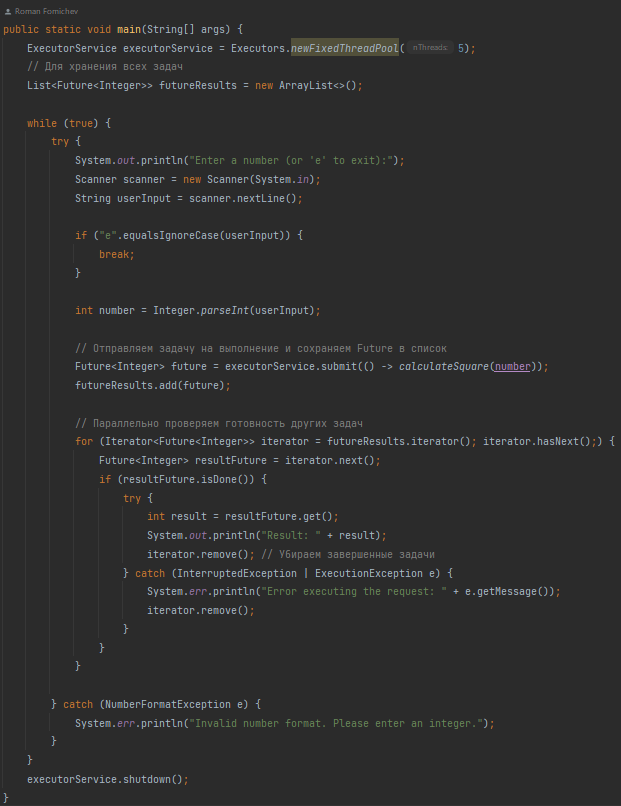 Roman Fomichev
public static void main(String[] args) {
    ExecutorService executorService = Executors.newFixedThreadPool( nThreads: 5);
    // Для хранения всех задач
    List<Future<Integer>> futureResults = new ArrayList<>();

    while (true) {
        try {
            System.out.println("Enter a number (or 'e' to exit):");
            Scanner scanner = new Scanner(System.in);
            String userInput = scanner.nextLine();

            if ("e".equalsIgnoreCase(userInput)) {
                break;
            }

            int number = Integer.parseInt(userInput);

            // Отправляем задачу на выполнение и сохраняем Future в список
            Future<Integer> future = executorService.submit(() -> calculateSquare(number));
            futureResults.add(future);

            // Параллельно проверяем готовность других задач
            for (Iterator<Future<Integer>> iterator = futureResults.iterator(); iterator.hasNext();) {
                Future<Integer> resultFuture = iterator.next();
                if (resultFuture.isDone()) {
                    try {
                        int result = resultFuture.get();
                        System.out.println("Result: " + result);
                        iterator.remove(); // Убираем завершенные задачи
                    } catch (InterruptedException | ExecutionException e) {
                        System.err.println("Error executing the request: " + e.getMessage());
                        iterator.remove();
                    }
                }
            }

        } catch (NumberFormatException e) {
            System.err.println("Invalid number format. Please enter an integer.");
        }
    }
    executorService.shutdown();
}